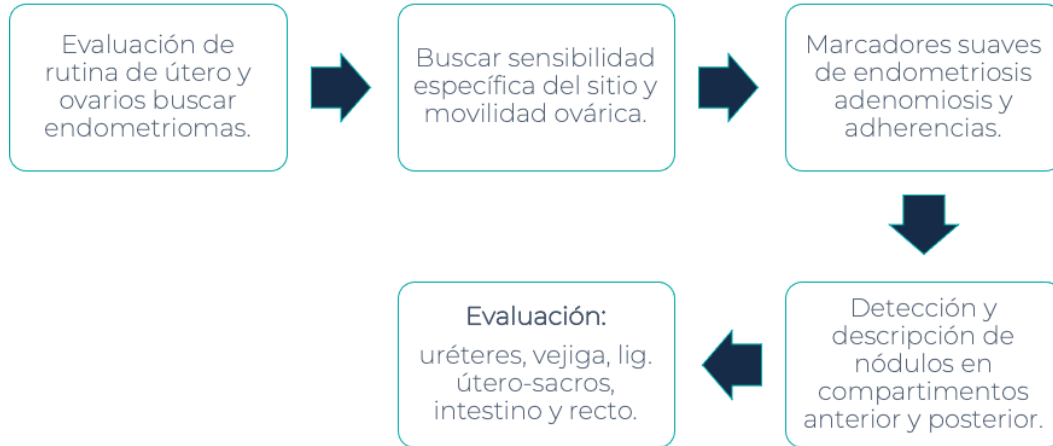 Evaluación de
rutina de útero y
ovarios buscar
endometriomas.
Buscar sensibilidad
específica del sitio y
movilidad ovárica.
Marcadores suaves
de endometriosis
adenomiosis y
adherencias.
Detección y
descripción de
nódulos en
compartimentos
anterior y posterior.
Evaluación:
uréteres, vejiga, lig.
útero-sacros,
intestino y recto.